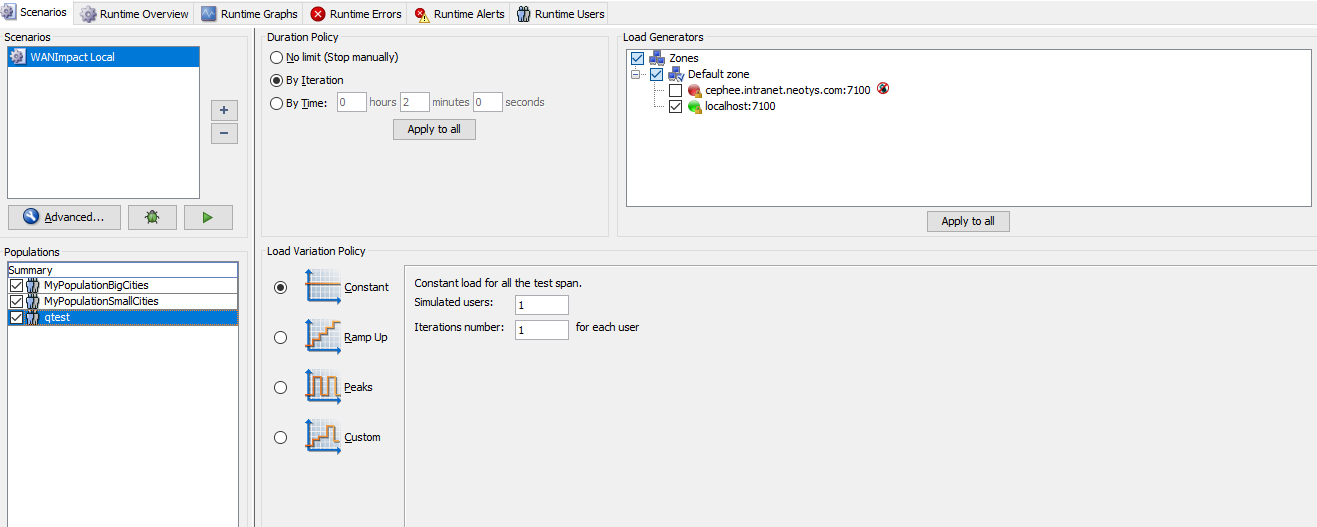 Scenarios Runtime Overview Runtime Graphs Runtime Errors Runtime Alerts Runtime Users
Scenarios
WANImpact Local
+
−
Advanced...
Populations
Summary
MyPopulationBigCities
MyPopulationSmallCities
qtest
Duration Policy
No limit (Stop manually)
By Iteration
By Time: 0 hours 2 minutes 0 seconds
Apply to all
Load Generators
Zones
Default zone
cephee.intranet.neotys.com:7100
localhost:7100
Apply to all
Load Variation Policy
Constant
Ramp Up
Peaks
Custom
Constant load for all the test span.
Simulated users: 1
Iterations number: 1 for each user